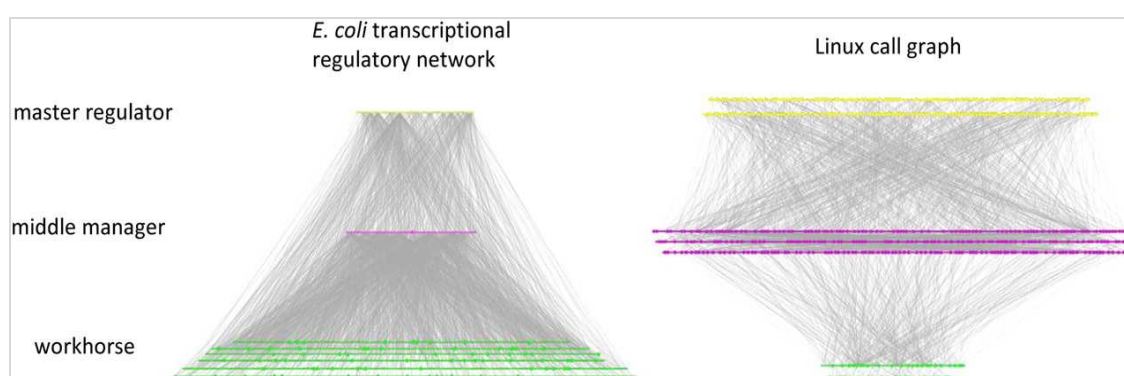 E. coli transcriptional
regulatory network
Linux call graph
master regulator
middle manager
workhorse